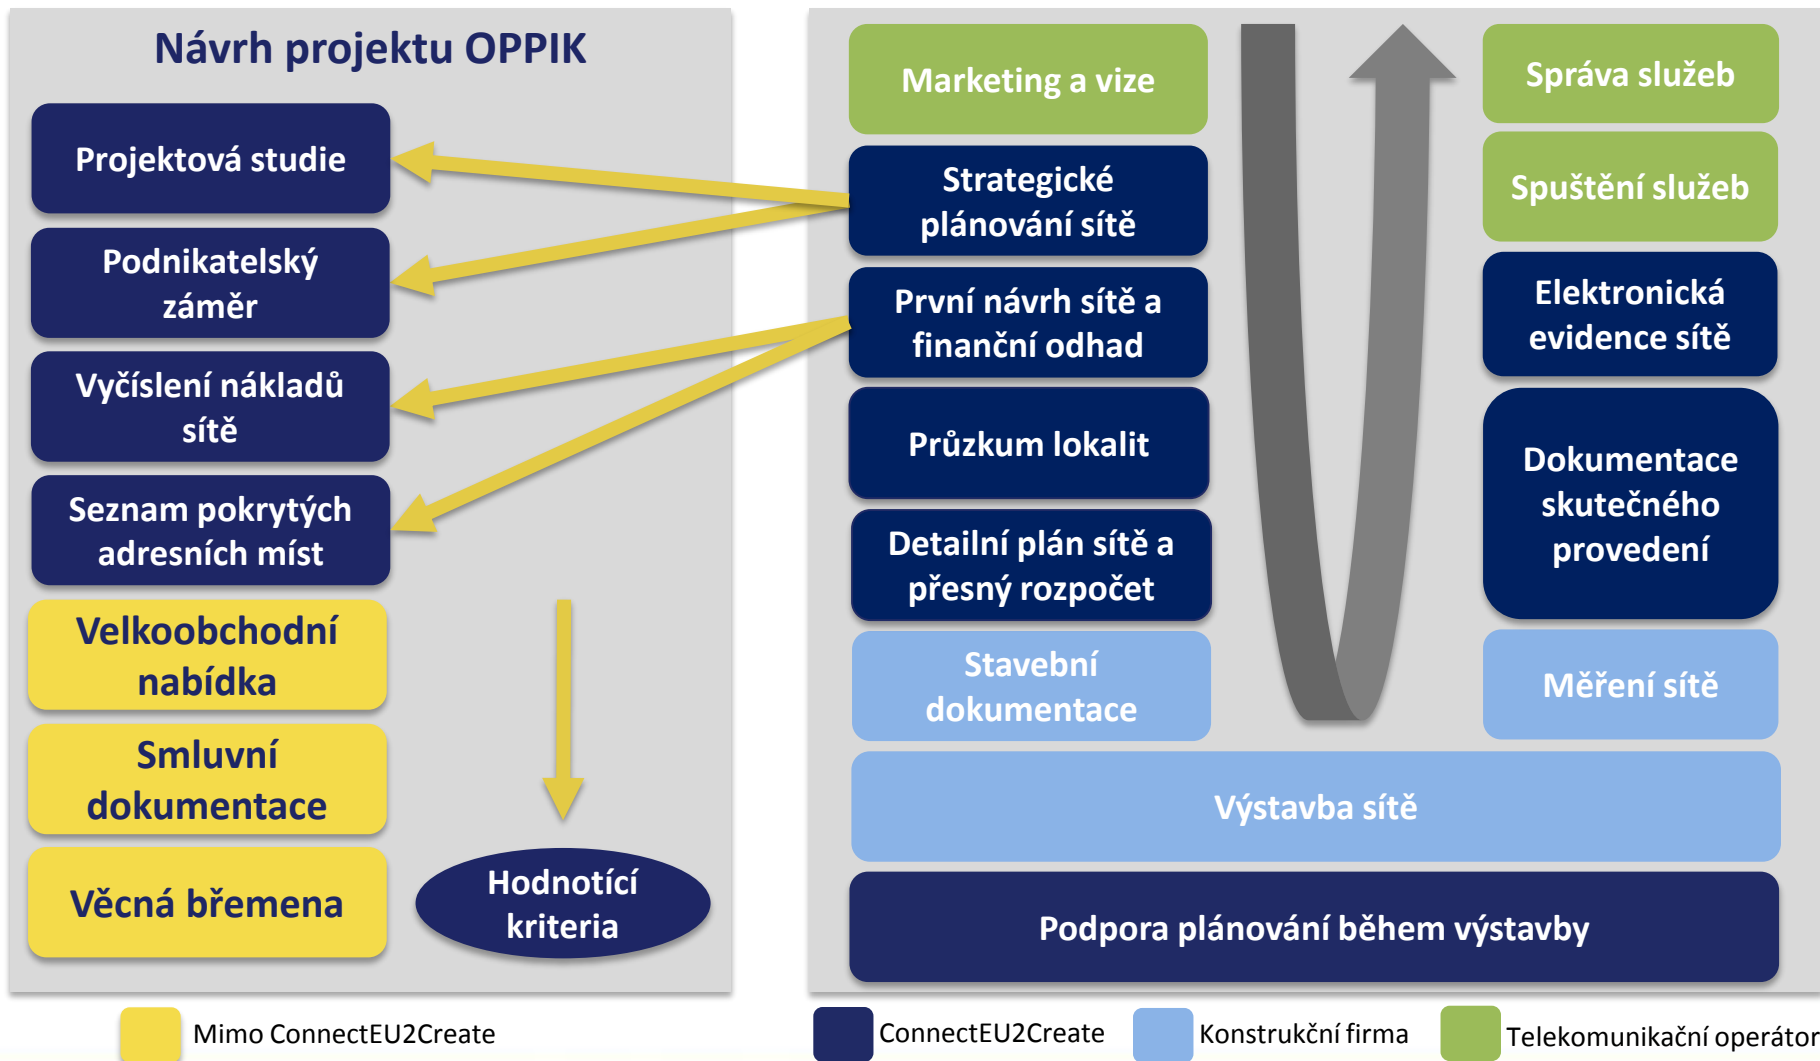 Návrh projektu OPPIK
Projektová studie
Podnikatelský
záměr
Vyčíslení nákladů
sítě
Seznam pokrytých
adresních míst
Velkoobchodní
nabídka
Smluvní
dokumentace
Věcná břemena
Hodnotící
kriteria
Marketing a vize
Strategické
plánování sítě
První návrh sítě a
finanční odhad
Průzkum lokalit
Detailní plán sítě a
přesný rozpočet
Stavební
dokumentace
Správa služeb
Spuštění služeb
Elektronická
evidence sítě
Dokumentace
skutečného
provedení
Měření sítě
Výstavba sítě
Podpora plánování během výstavby
Mimo ConnectEU2Create
ConnectEU2Create
Konstrukční firma
Telekomunikační operátor